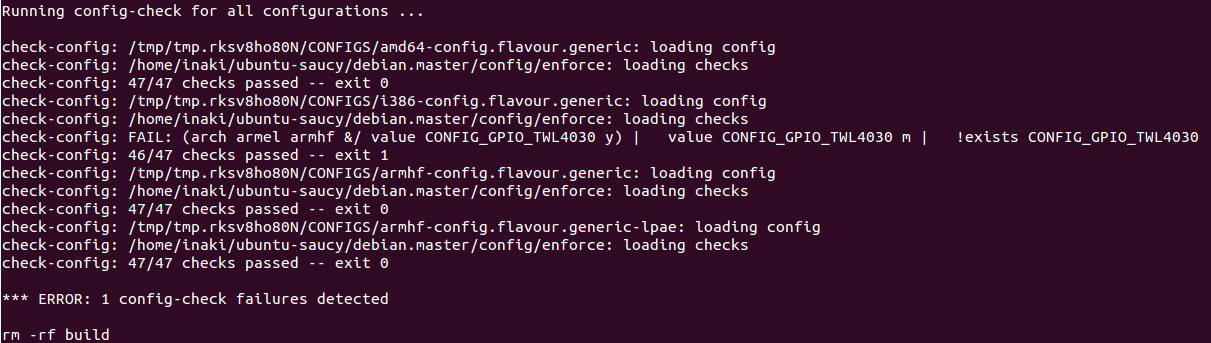 Running config-check for all configurations ...
check-config: /tmp/tmp.rksv8ho80N/CONFIGS/amd64-config.flavour.generic: loading config
check-config: /home/inaki/ubuntu-saucy/debian.master/config/enforce: loading checks
check-config: 47/47 checks passed -- exit 0
check-config: /tmp/tmp.rksv8ho80N/CONFIGS/i386-config.flavour.generic: loading config
check-config: /home/inaki/ubuntu-saucy/debian.master/config/enforce: loading checks
check-config: FAIL: (arch armel armhf &/ value CONFIG_GPIO_TWL4030 y) |   value CONFIG_GPIO_TWL4030 m |   !exists CONFIG_GPIO_TWL4030
check-config: 46/47 checks passed -- exit 1
check-config: /tmp/tmp.rksv8ho80N/CONFIGS/armhf-config.flavour.generic: loading config
check-config: /home/inaki/ubuntu-saucy/debian.master/config/enforce: loading checks
check-config: 47/47 checks passed -- exit 0
check-config: /tmp/tmp.rksv8ho80N/CONFIGS/armhf-config.flavour.generic-lpae: loading config
check-config: /home/inaki/ubuntu-saucy/debian.master/config/enforce: loading checks
check-config: 47/47 checks passed -- exit 0
*** ERROR: 1 config-check failures detected
rm -rf build